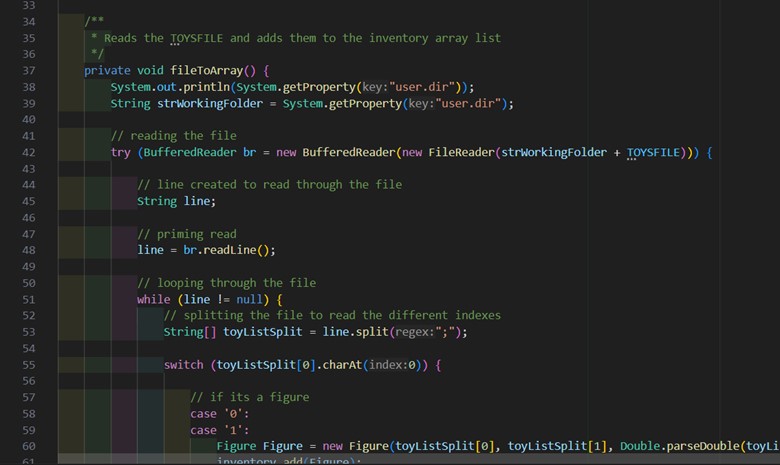 33
34 /**
35 * Reads the TOYSFILE and adds them to the inventory array list
36 */
37 private void fileToArray() {
38 System.out.println(System.getProperty(key:"user.dir"));
39 String strWorkingFolder = System.getProperty(key:"user.dir");
40
41 // reading the file
42 try (BufferedReader br = new BufferedReader(new FileReader(strWorkingFolder + TOYSFILE))) {
43
44 // line created to read through the file
45 String line;
46
47 // priming read
48 line = br.readLine();
49
50 // looping through the file
51 while (line != null) {
52 // splitting the file to read the different indexes
53 String[] toyListSplit = line.split(regex:";");
54
55 switch (toyListSplit[0].charAt(index:0)) {
56
57 // if its a figure
58 case '0':
59 case '1':
60 Figure Figure = new Figure(toyListSplit[0], toyListSplit[1], Double.parseDouble(toyLi
61 inventory.add(Figure);